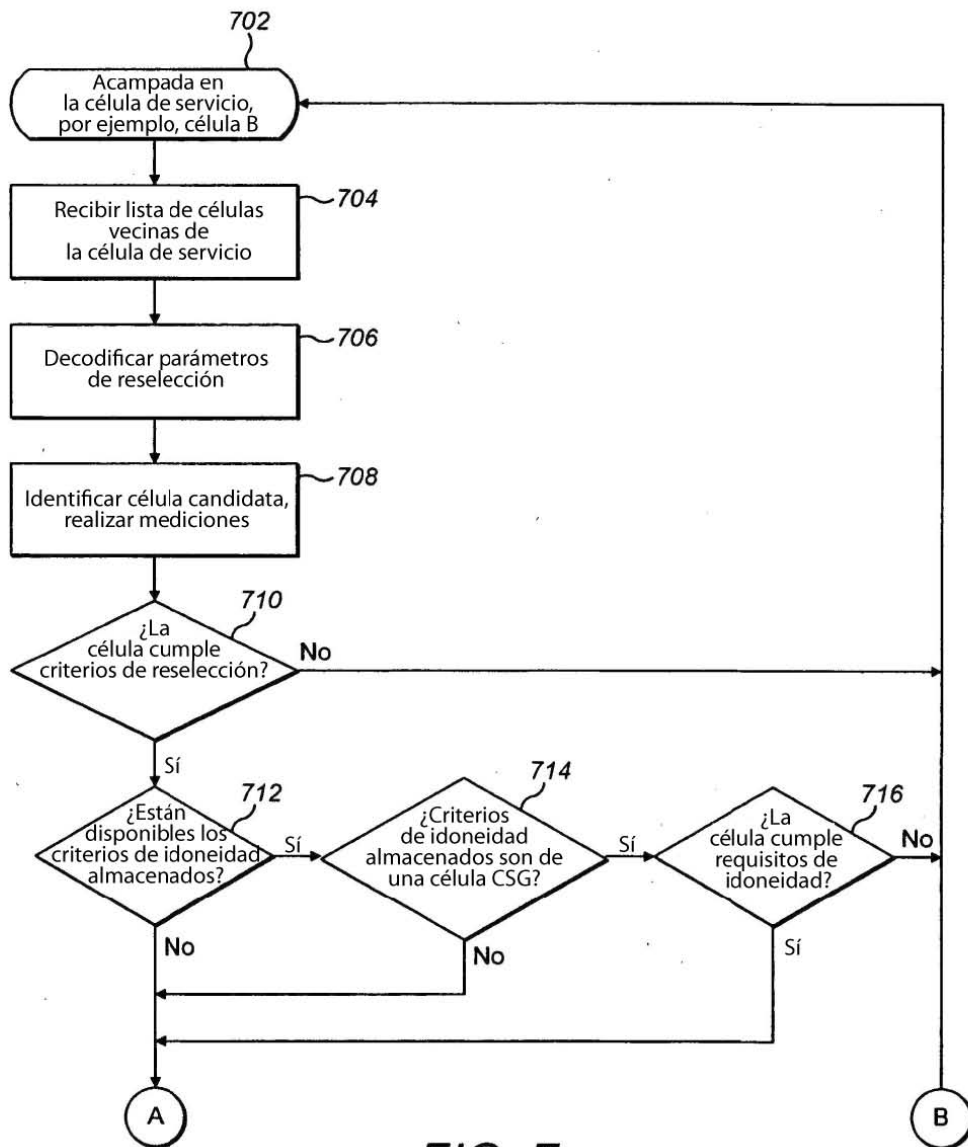 702
Acampada en
la célula de servicio,
por ejemplo, célula B
704
Recibir lista de células
vecinas de
la célula de servicio
706
Decodificar parámetros
de reselección
708
Identificar célula candidata,
realizar mediciones
710
¿La
célula cumple
criterios de reselección?
No
Sí
712
¿Están
disponibles los
criterios de idoneidad
almacenados?
Sí
No
714
¿Criterios
de idoneidad
almacenados son de
una célula CSG?
Sí
No
716
¿La
célula cumple
requisitos de
idoneidad?
No
Sí
A
B